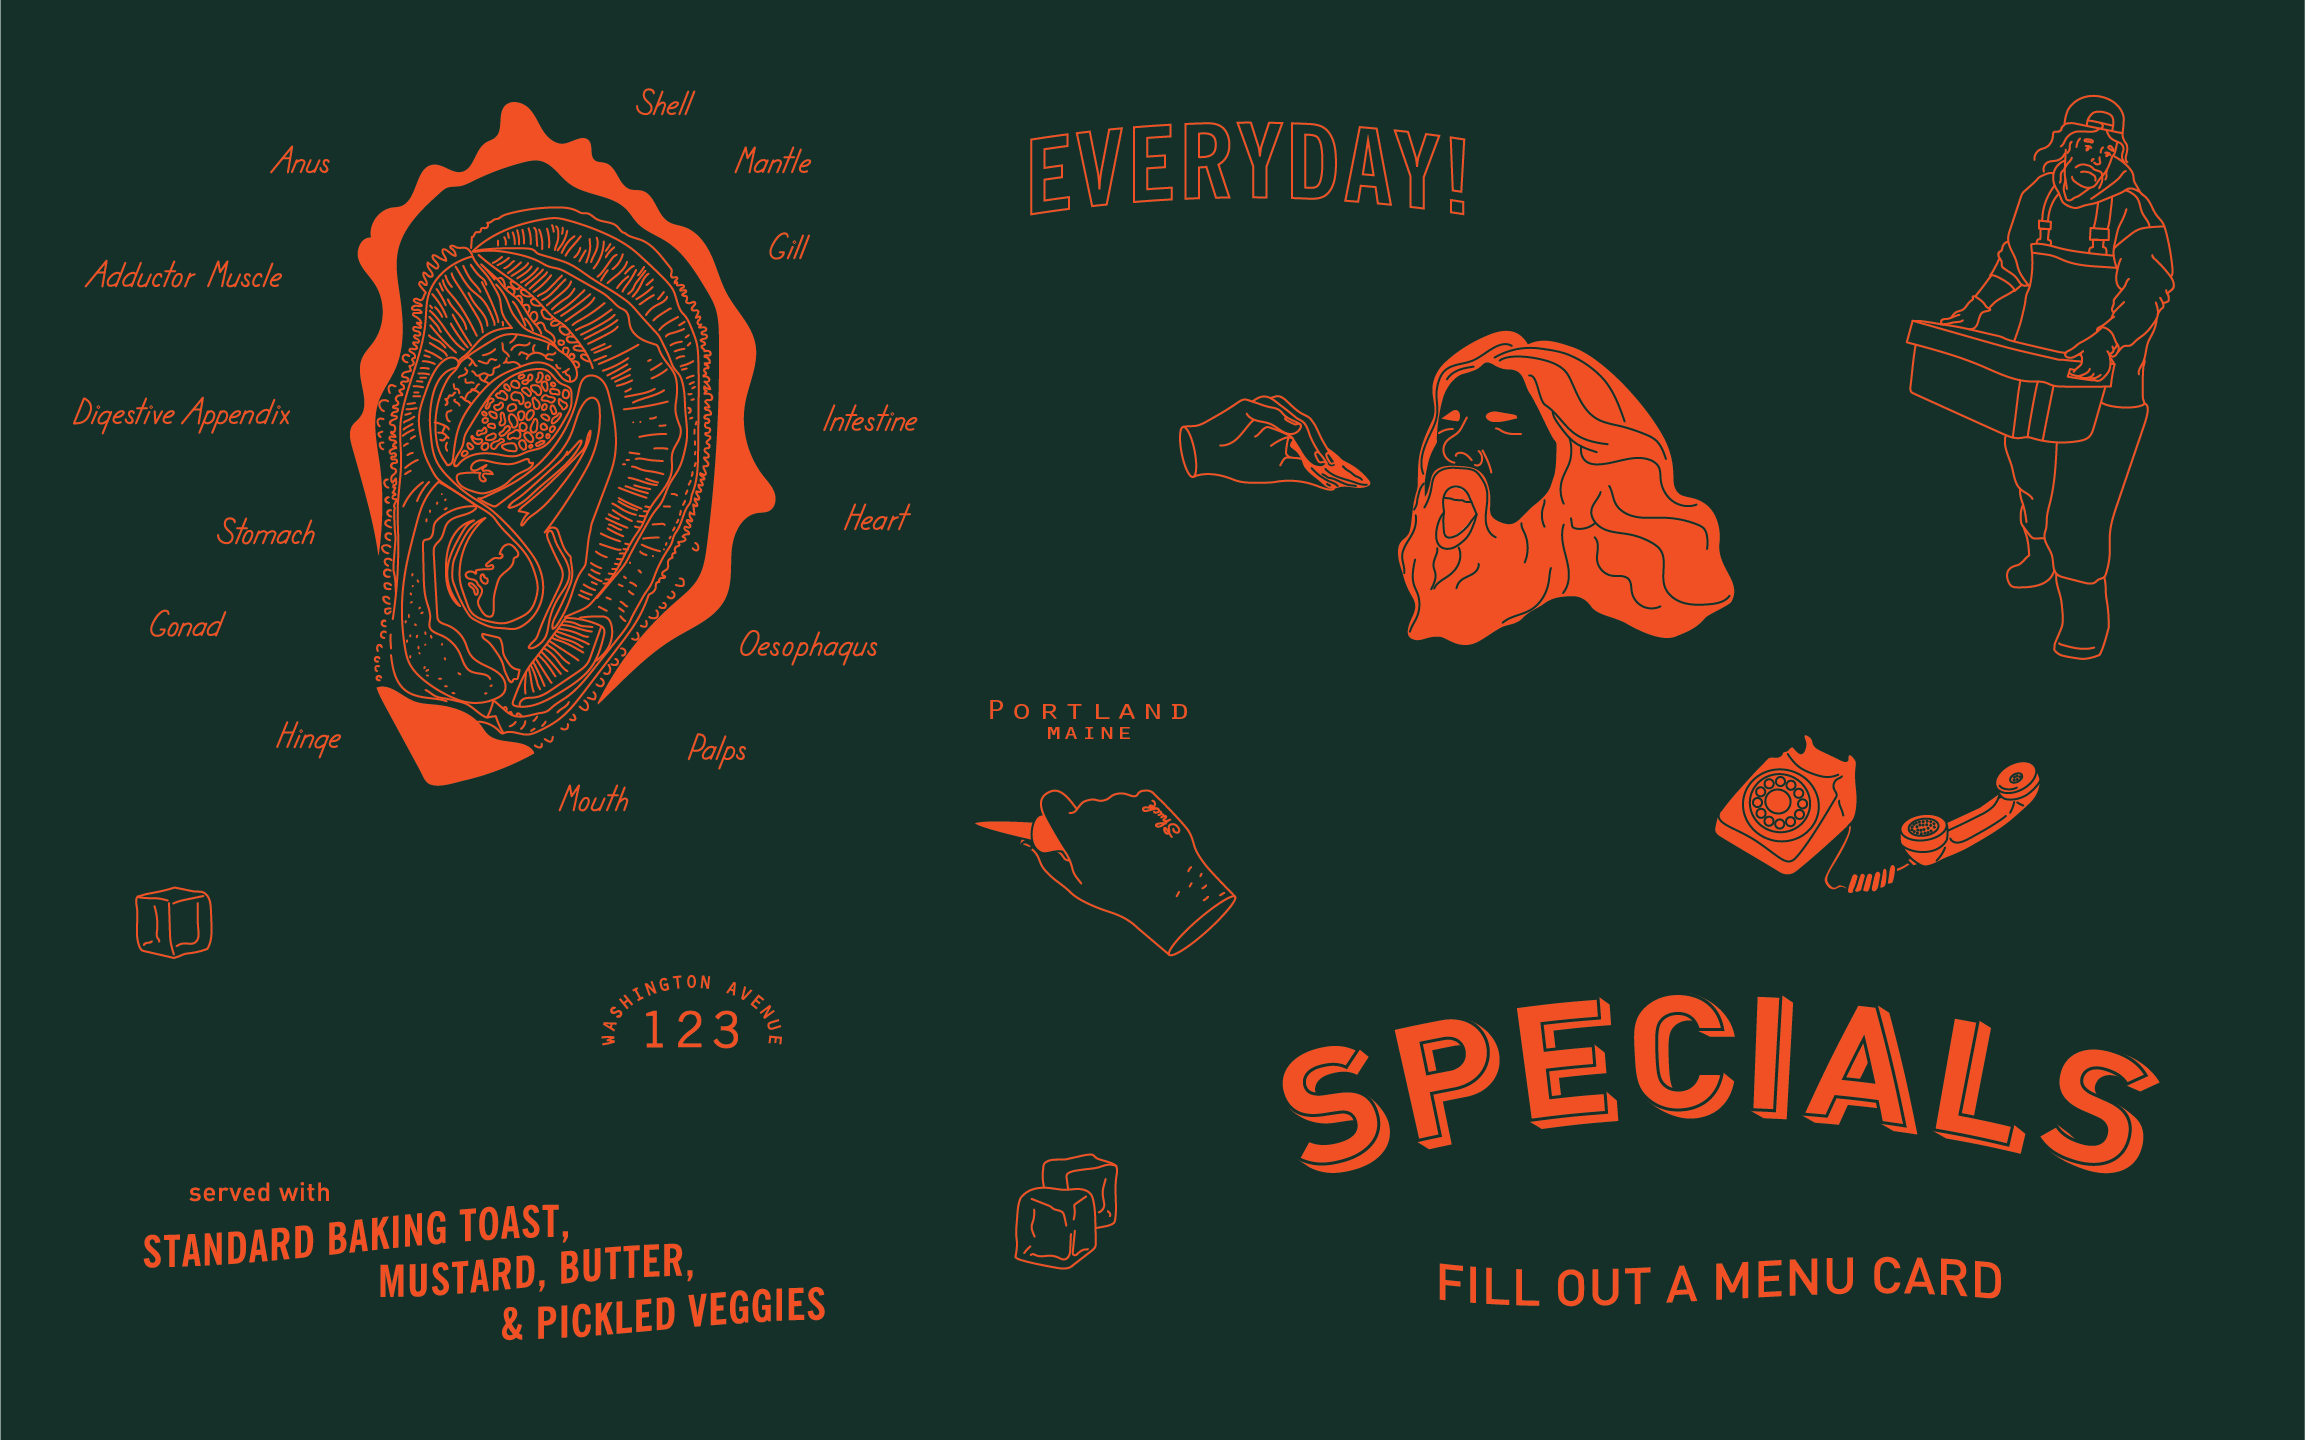 Shell
Anus
Mantle
Gill
Adductor Muscle
Digestive Appendix
Intestine
Stomach
Heart
Gonad
Oesophagus
Hinge
Palps
Mouth
EVERYDAY!
PORTLAND
MAINE
WASHINGTON AVENUE
123
served with
STANDARD BAKING TOAST,
MUSTARD, BUTTER,
& PICKLED VEGGIES
SPECIALS
FILL OUT A MENU CARD